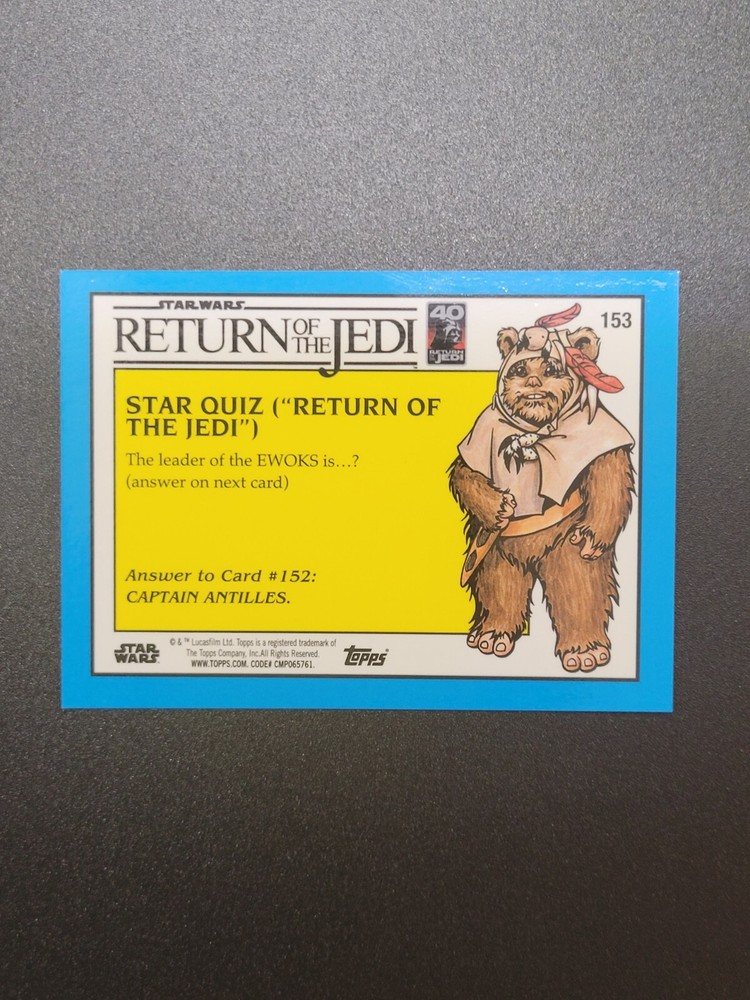 STAR WARS
RETURN OF THE JEDI
40
RETURN OF THE JEDI
153
STAR QUIZ (“RETURN OF
THE JEDI”)
The leader of the EWOKS is...?
(answer on next card)
Answer to Card #152:
CAPTAIN ANTILLES.
STAR
WARS
© & ™ Lucasfilm Ltd. Topps is a registered trademark of
The Topps Company, Inc.All Rights Reserved.
WWW.TOPPS.COM. CODE# CMP065761.
topps®